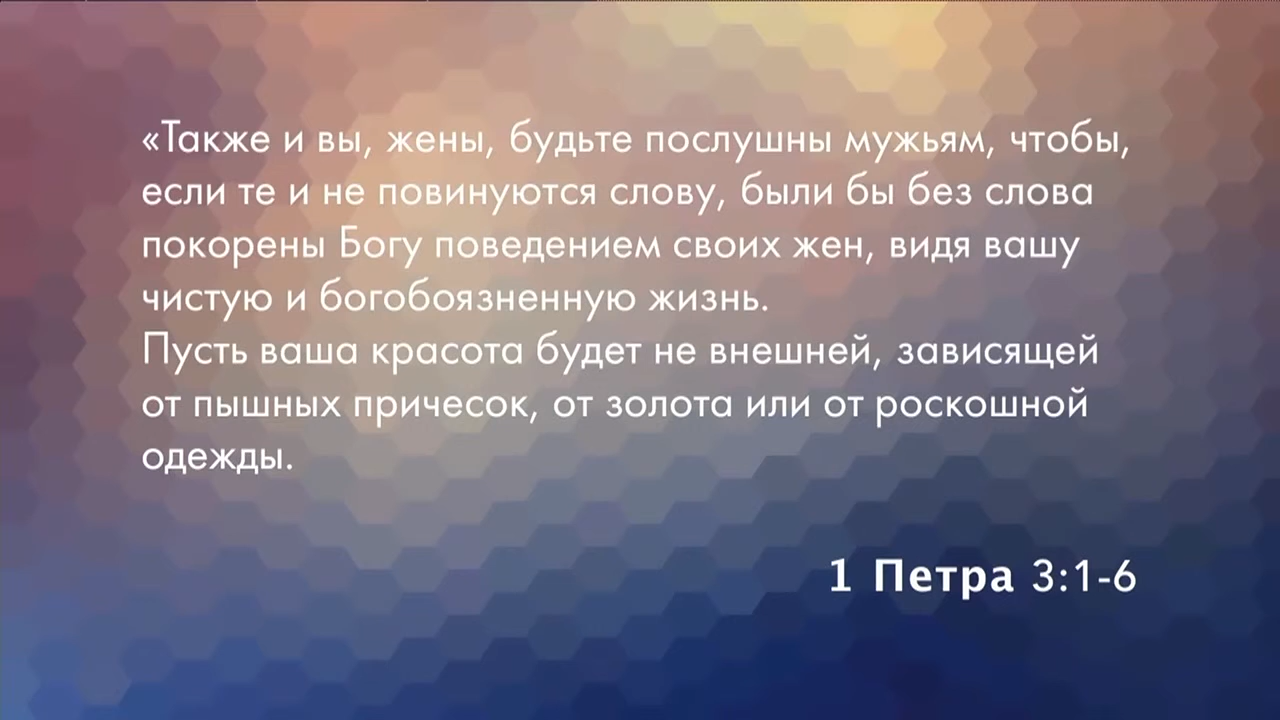 «Также и вы, жены, будьте послушны мужьям, чтобы,
если те и не повинуются слову, были бы без слова
покорены Богу поведением своих жен, видя вашу
чистую и богобоязненную жизнь.
Пусть ваша красота будет не внешней, зависящей
от пышных причесок, от золота или от роскошной
одежды.
1 Петра 3:1-6